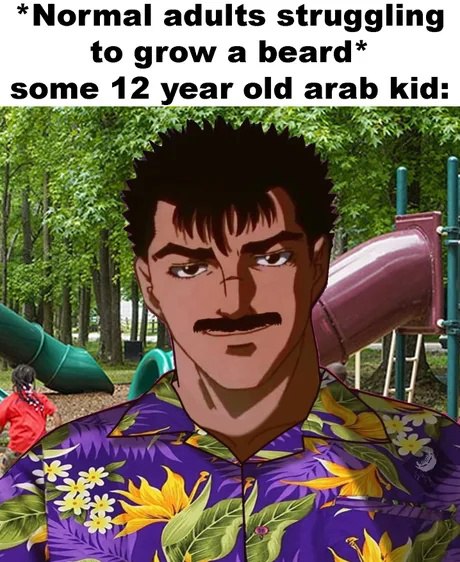 *Normal adults struggling
to grow a beard*
some 12 year old arab kid: